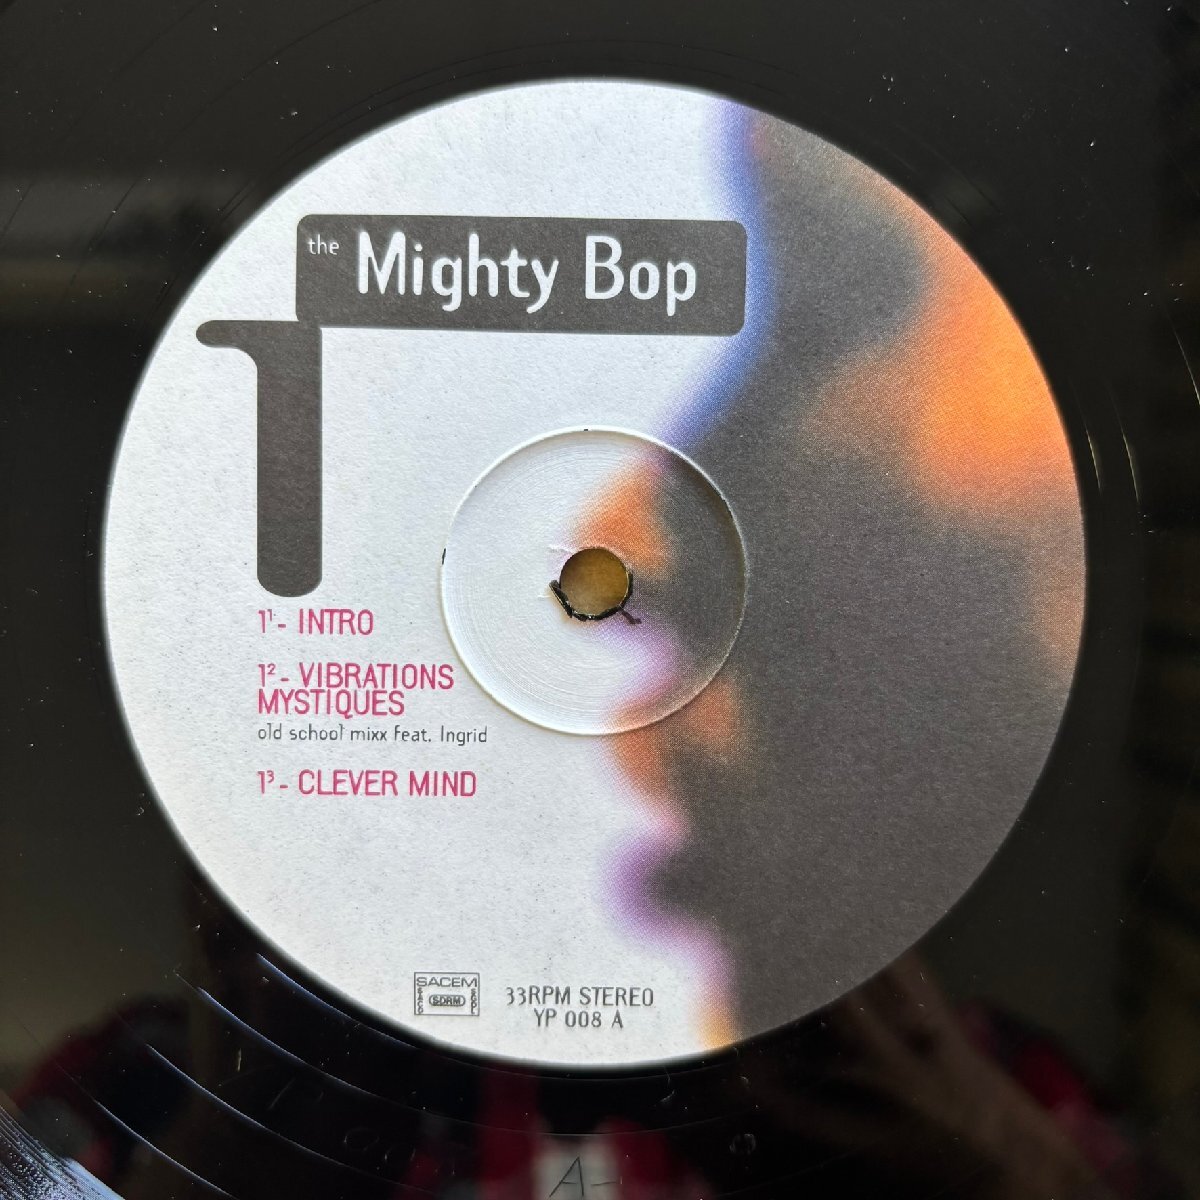 the Mighty Bop
1
1¹- INTRO
1²- VIBRATIONS
MYSTIQUES
old school mixx feat. Ingrid
1³- CLEVER MIND
SACEM
SDRM
33RPM STEREO
YP 008 A
A-